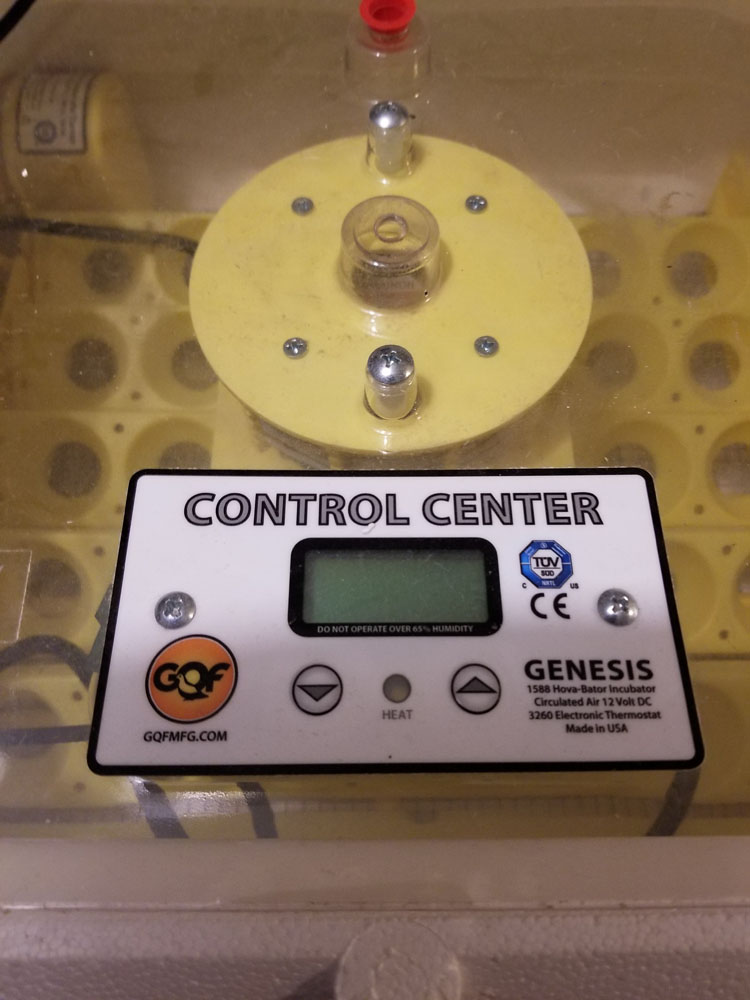 CONTROL CENTER
DO NOT OPERATE OVER 65% HUMIDITY
TÜV
SÜD
NRTL
C US
CE
GQF
HEAT
GQFMFG.COM
GENESIS
1588 Hova-Bator Incubator
Circulated Air 12 Volt DC
3260 Electronic Thermostat
Made in USA